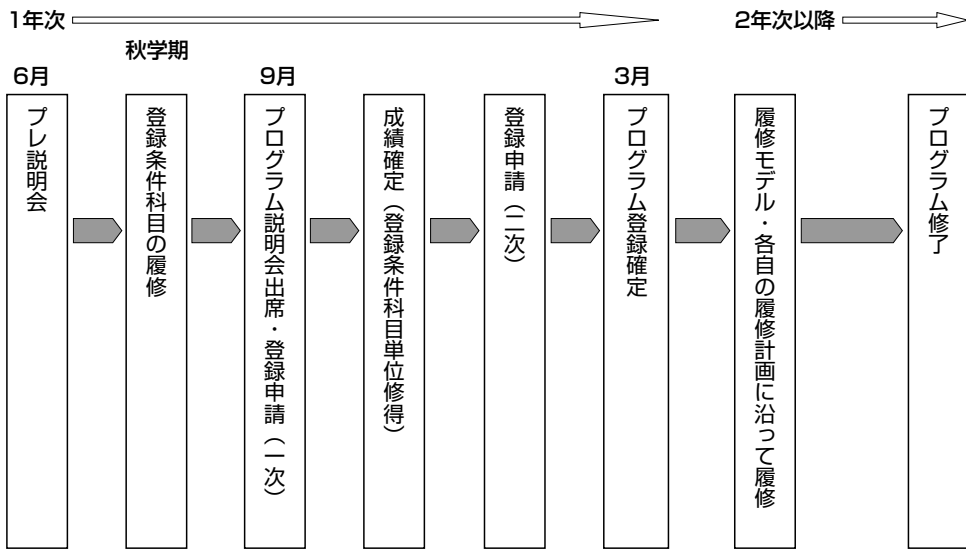 1年次
2年次以降
秋学期
6月
9月
3月
プレ説明会
登録条件科目の履修
プログラム説明会出席・登録申請（一次）
成績確定（登録条件科目単位修得）
登録申請（二次）
プログラム登録確定
履修モデル・各自の履修計画に沿って履修
プログラム修了